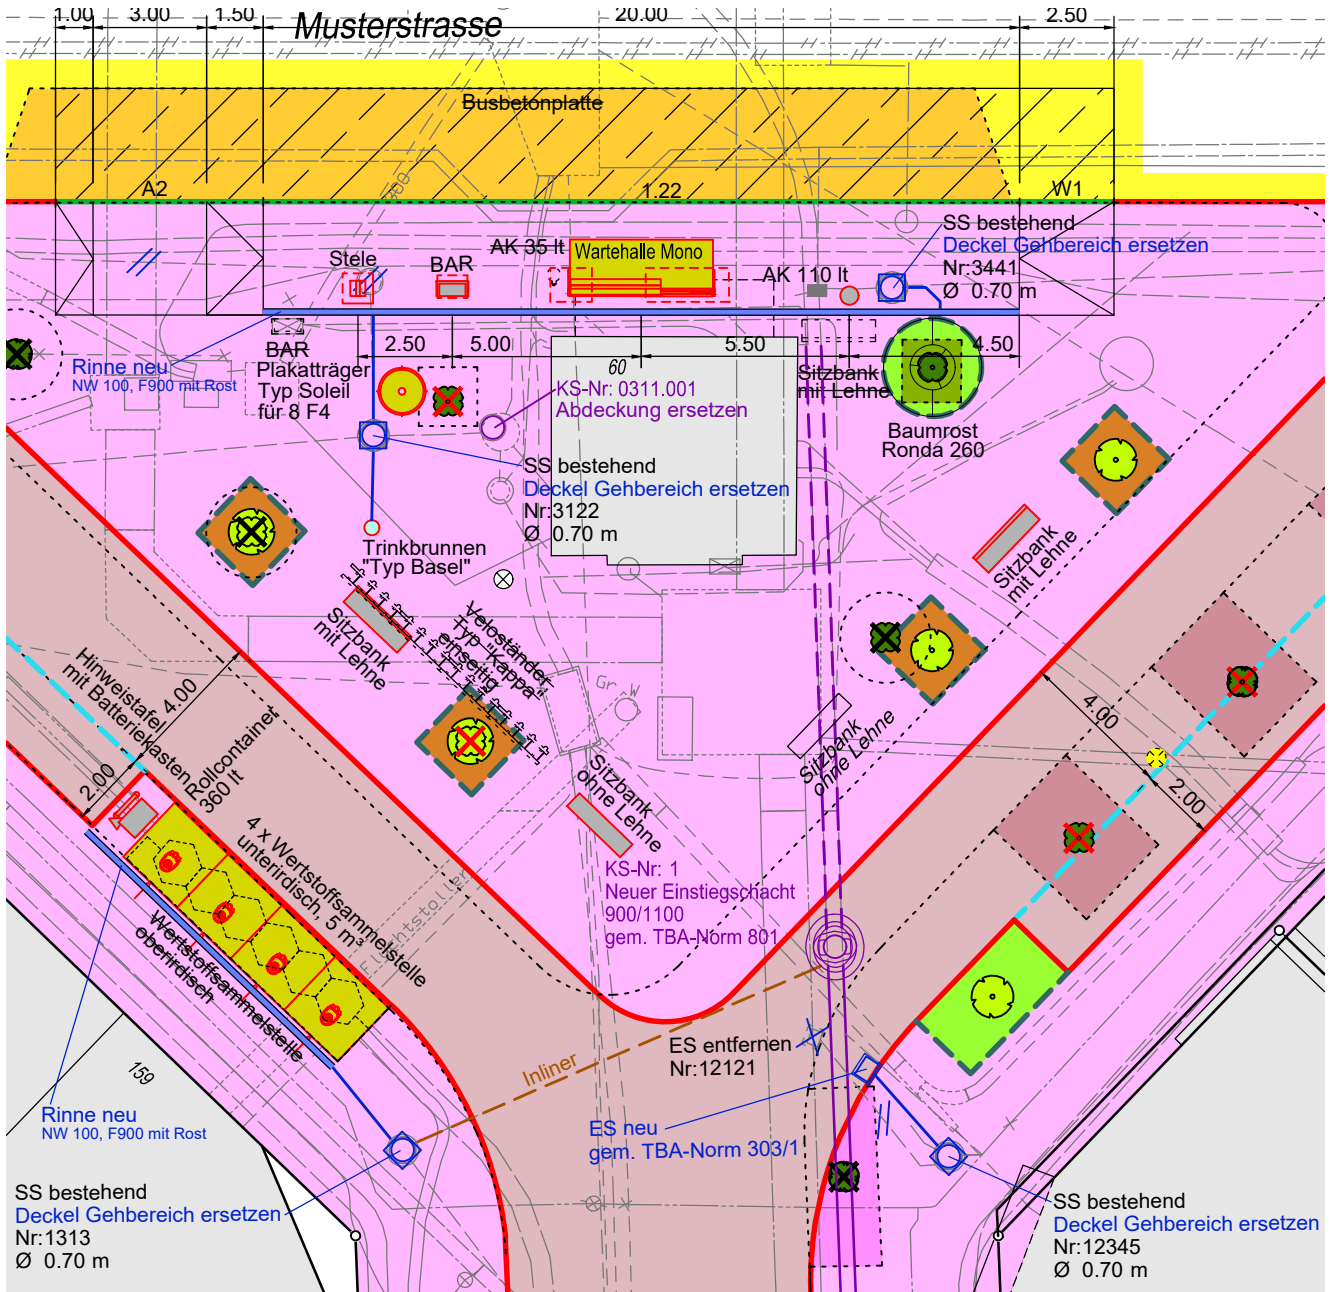 1.00
3.00
1.50
Musterstrasse
20.00
2.50
Busbetonplatte
A2
1.22
W1
300
SS bestehend
Deckel Gehbereich ersetzen
Nr:3441
Ø 0.70 m
Stele
BAR
AK 35 lt
Wartehalle Mono
AK 110 lt
BAR
Plakatträger
Typ Soleil
für 8 F4
Rinne neu
NW 100, F900 mit Rost
2.50
5.00
60
5.50
4.50
Sitzbank
mit Lehne
KS-Nr: 0311.001
Abdeckung ersetzen
Baumrost
Ronda 260
SS bestehend
Deckel Gehbereich ersetzen
Nr:3122
Ø 0.70 m
Trinkbrunnen
"Typ Basel"
Sitzbank
mit Lehne
Sitzbank
mit Lehne
Veloständer,
Typ "Kappa",
einseitig
Gr W
Hinweistafel
mit Batteriekasten
4.00
2.00
Rollcontainer
360 lt
4 x Wertstoffsammelstelle
unterirdisch, 5 m³
Wertstoffsammelstelle
oberirdisch
Fluchtstollen
Sitzbank
ohne Lehne
Sitzbank
ohne Lehne
4.00
2.00
KS-Nr: 1
Neuer Einstiegschacht
900/1100
gem. TBA-Norm 801
Inliner
ES entfernen
Nr:12121
ES neu
gem. TBA-Norm 303/1
159
Rinne neu
NW 100, F900 mit Rost
SS bestehend
Deckel Gehbereich ersetzen
Nr:1313
Ø 0.70 m
SS bestehend
Deckel Gehbereich ersetzen
Nr:12345
Ø 0.70 m